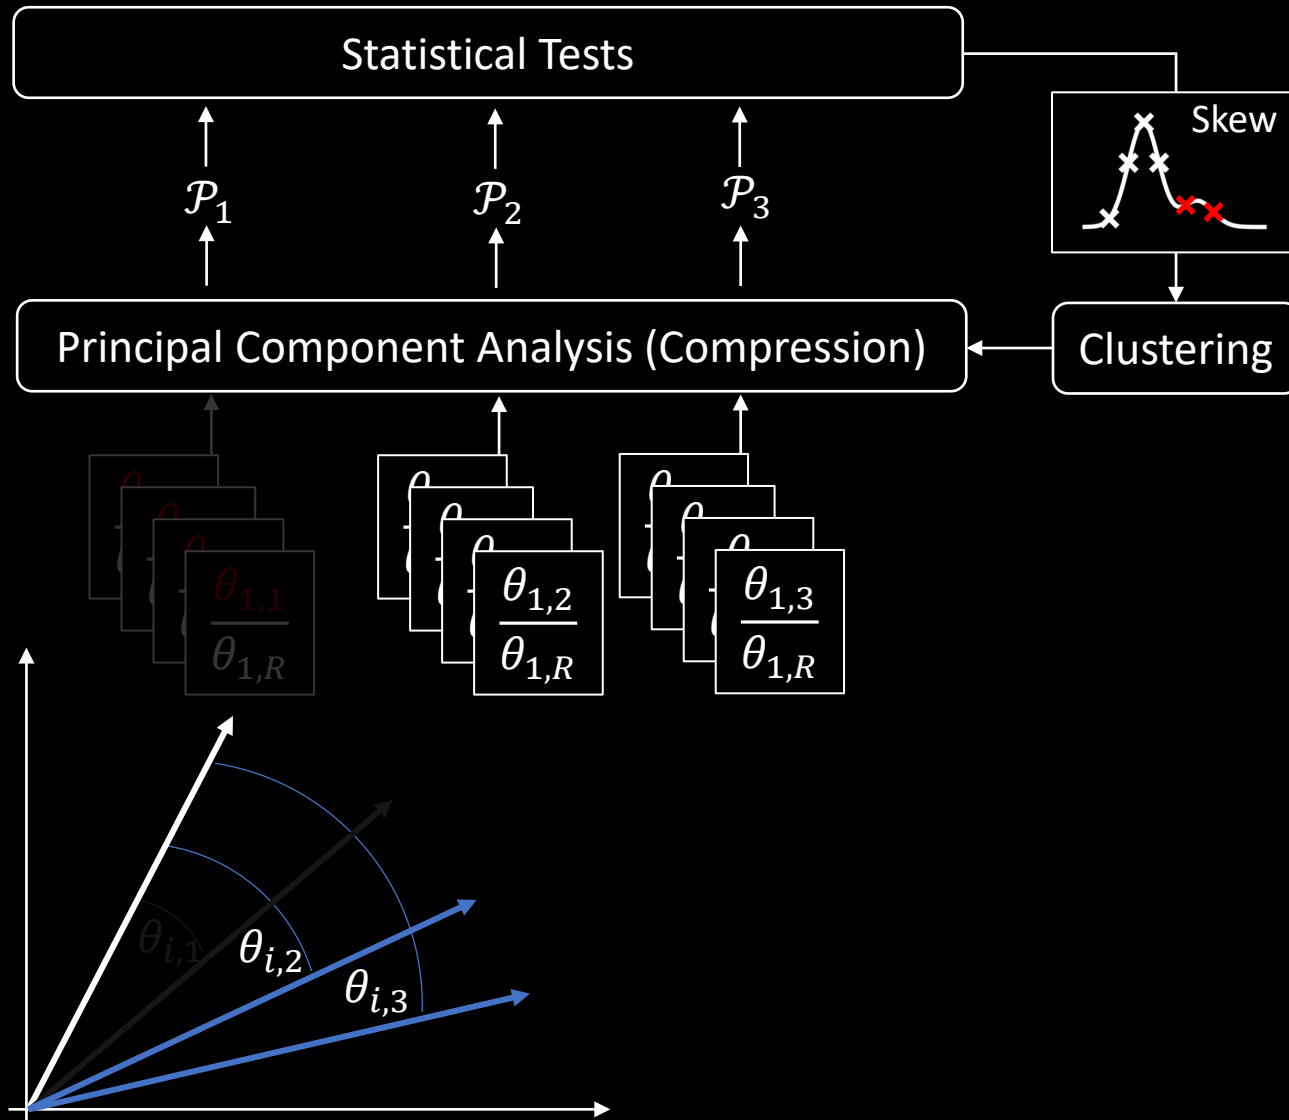 Statistical Tests
Skew
𝒫₁
𝒫₂
𝒫₃
Principal Component Analysis (Compression)
Clustering
θ₁,₁
θ₁,R
θ₁,₂
θ₁,R
θ₁,₃
θ₁,R
θᵢ,₁
θᵢ,₂
θᵢ,₃